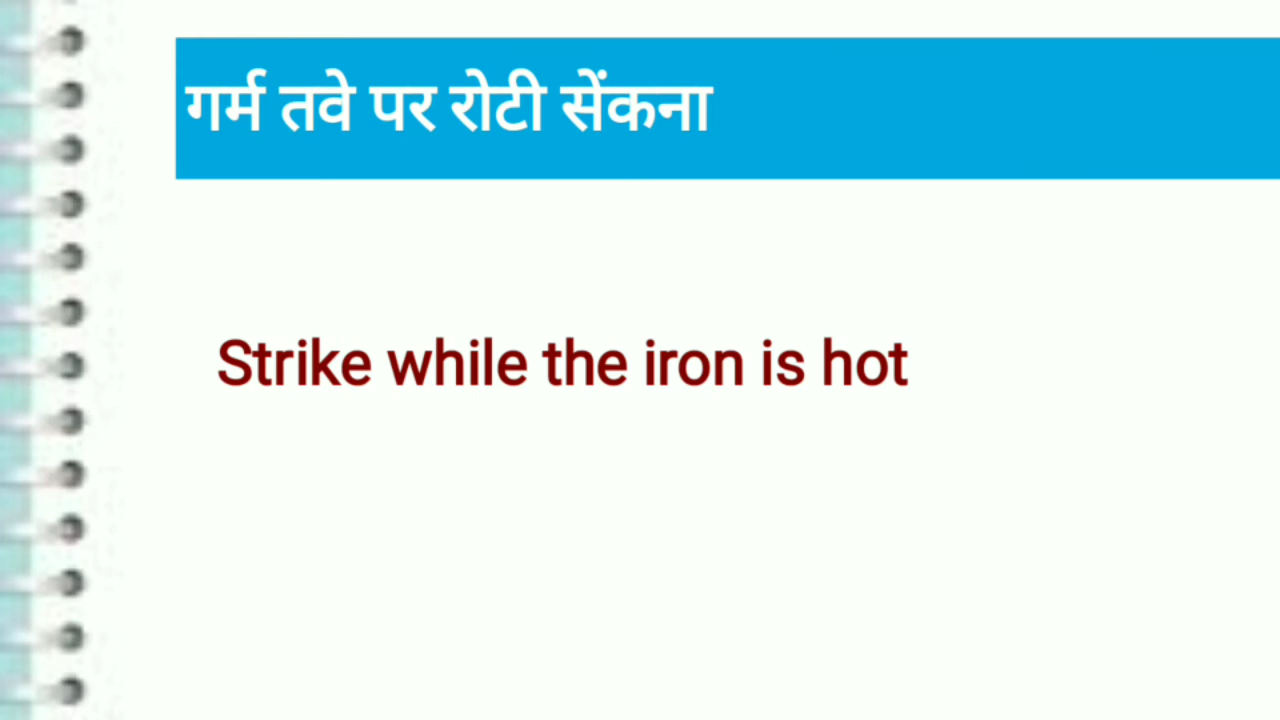 गर्म तवे पर रोटी सेंकना
Strike while the iron is hot